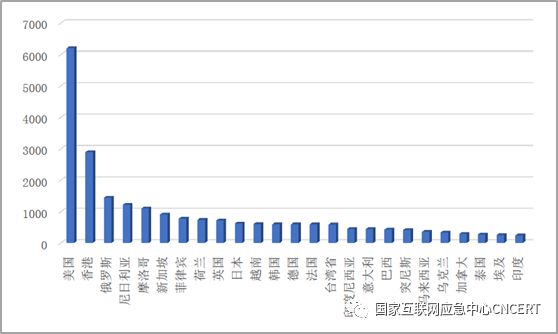 7000
6000
5000
4000
3000
2000
1000
0
美国
香港
俄罗斯
尼日利亚
摩洛哥
新加坡
菲律宾
荷兰
英国
日本
越南
韩国
德国
法国
台湾省
印度尼西亚
意大利
巴西
突尼斯
马来西亚
乌克兰
加拿大
泰国
埃及
印度
国家互联网应急中心CNCERT